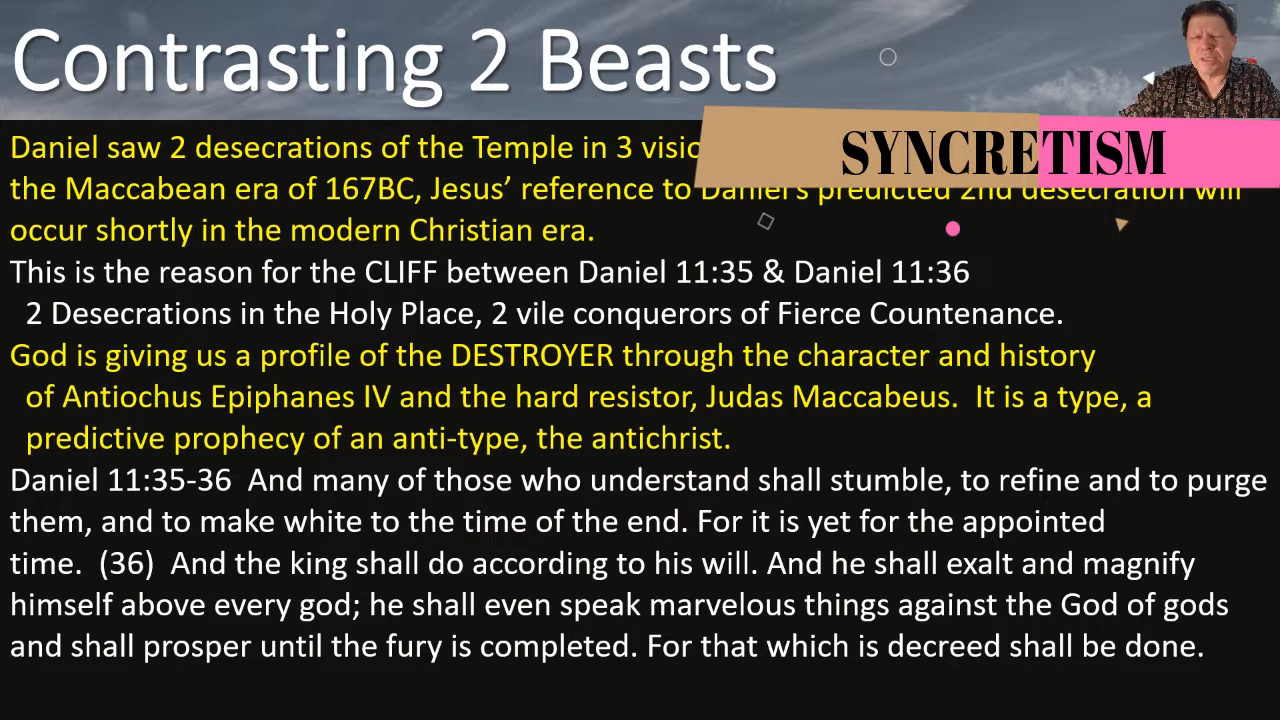 Contrasting 2 Beasts
SYNCRETISM
Daniel saw 2 desecrations of the Temple in 3
the Maccabean era of 167BC, Jesus' reference to Daniel's predicted 2nd desecration will
occur shortly in the modern Christian era.
This is the reason for the CLIFF between Daniel 11:35 & Daniel 11:36
2 Desecrations in the Holy Place, 2 vile conquerors of Fierce Countenance.
God is giving us a profile of the DESTROYER through the character and history
of Antiochus Epiphanes IV and the hard resistor, Judas Maccabeus. It is a type, a
predictive prophecy of an anti-type, the antichrist.
Daniel 11:35-36 And many of those who understand shall stumble, to refine and to purge
them, and to make white to the time of the end. For it is yet for the appointed
time. (36) And the king shall do according to his will. And he shall exalt and magnify
himself above every god; he shall even speak marvelous things against the God of gods
and shall prosper until the fury is completed. For that which is decreed shall be done.